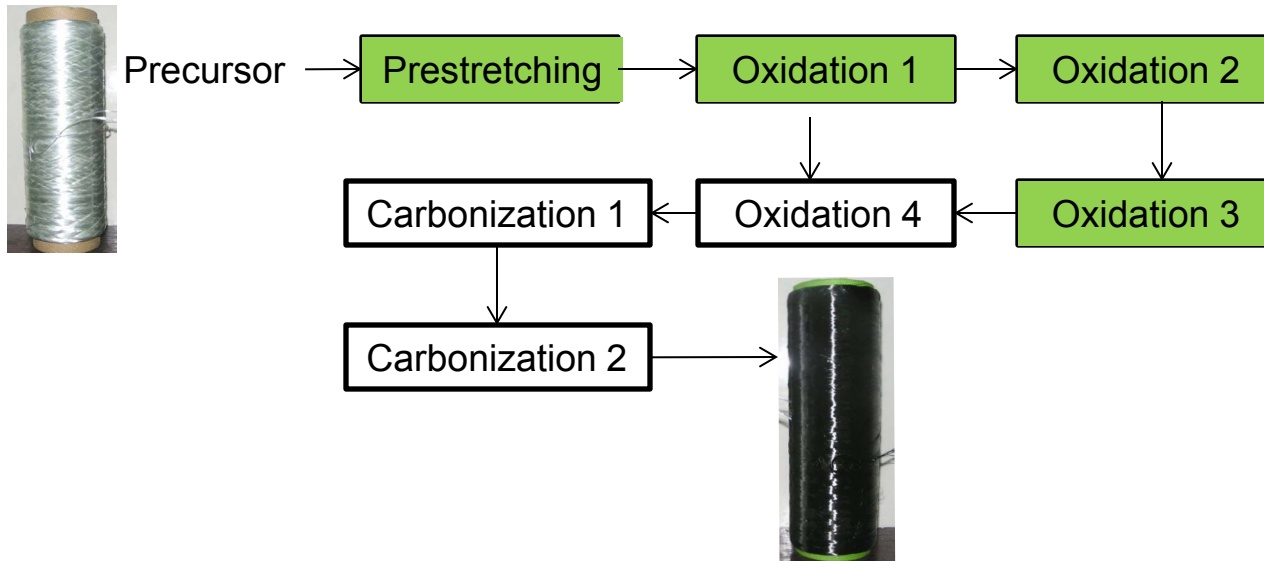 Precursor
Prestretching
Oxidation 1
Oxidation 2
Carbonization 1
Oxidation 4
Oxidation 3
Carbonization 2